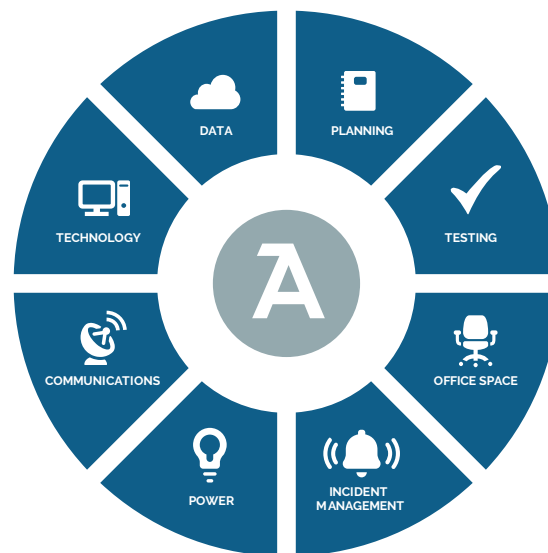 DATA
PLANNING
TECHNOLOGY
TESTING
A
COMMUNICATIONS
OFFICE SPACE
POWER
INCIDENT
MANAGEMENT